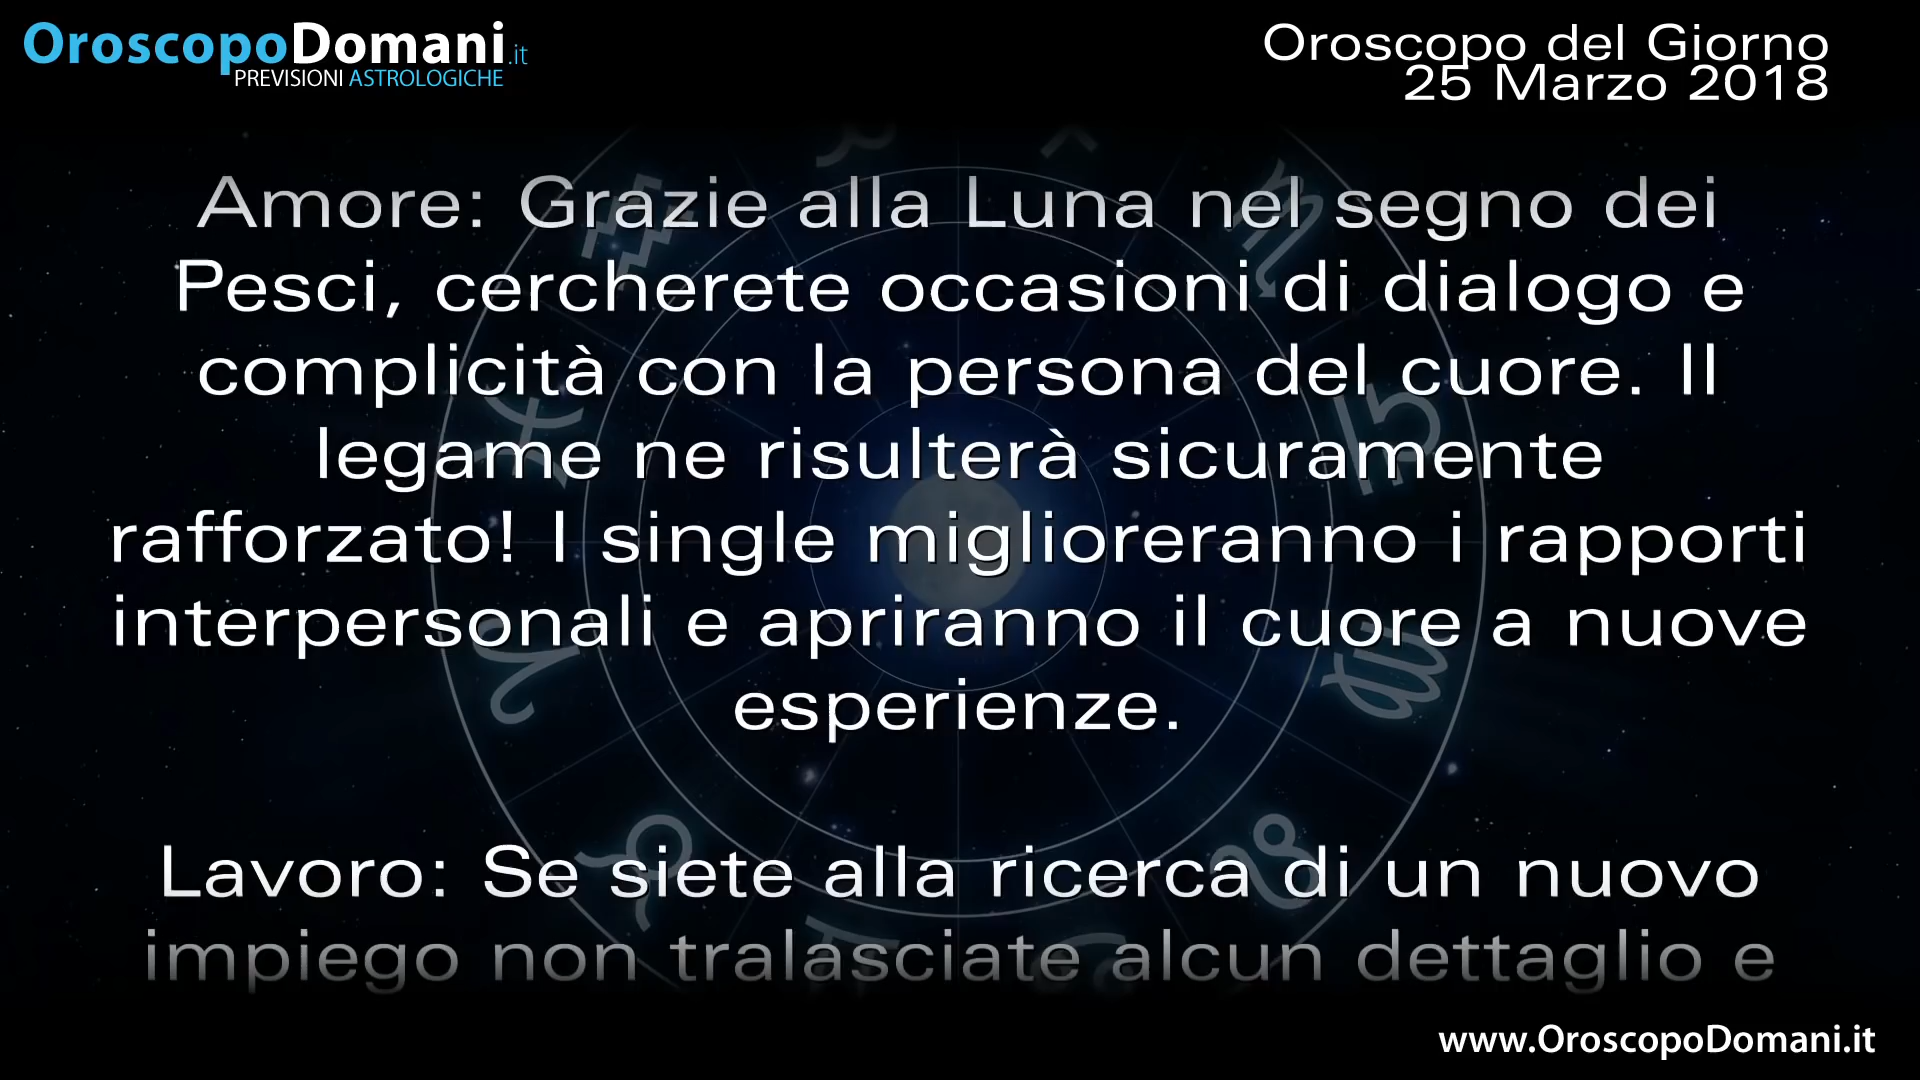 OroscopoDomani.it
PREVISIONI ASTROLOGICHE
Oroscopo del Giorno
25 Marzo 2018
Amore: Grazie alla Luna nel segno dei
Pesci, cercherete occasioni di dialogo e
complicità con la persona del cuore. Il
legame ne risulterà sicuramente
rafforzato! I single miglioreranno i rapporti
interpersonali e apriranno il cuore a nuove
esperienze.
Lavoro: Se siete alla ricerca di un nuovo
impiego non tralasciate alcun dettaglio e
www.OroscopoDomani.it